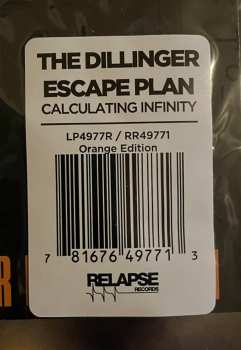 THE DILLINGER
ESCAPE PLAN
CALCULATING INFINITY
LP4977R / RR49771
Orange Edition
7 81676 49771 3
RELAPSE
RECORDS
R